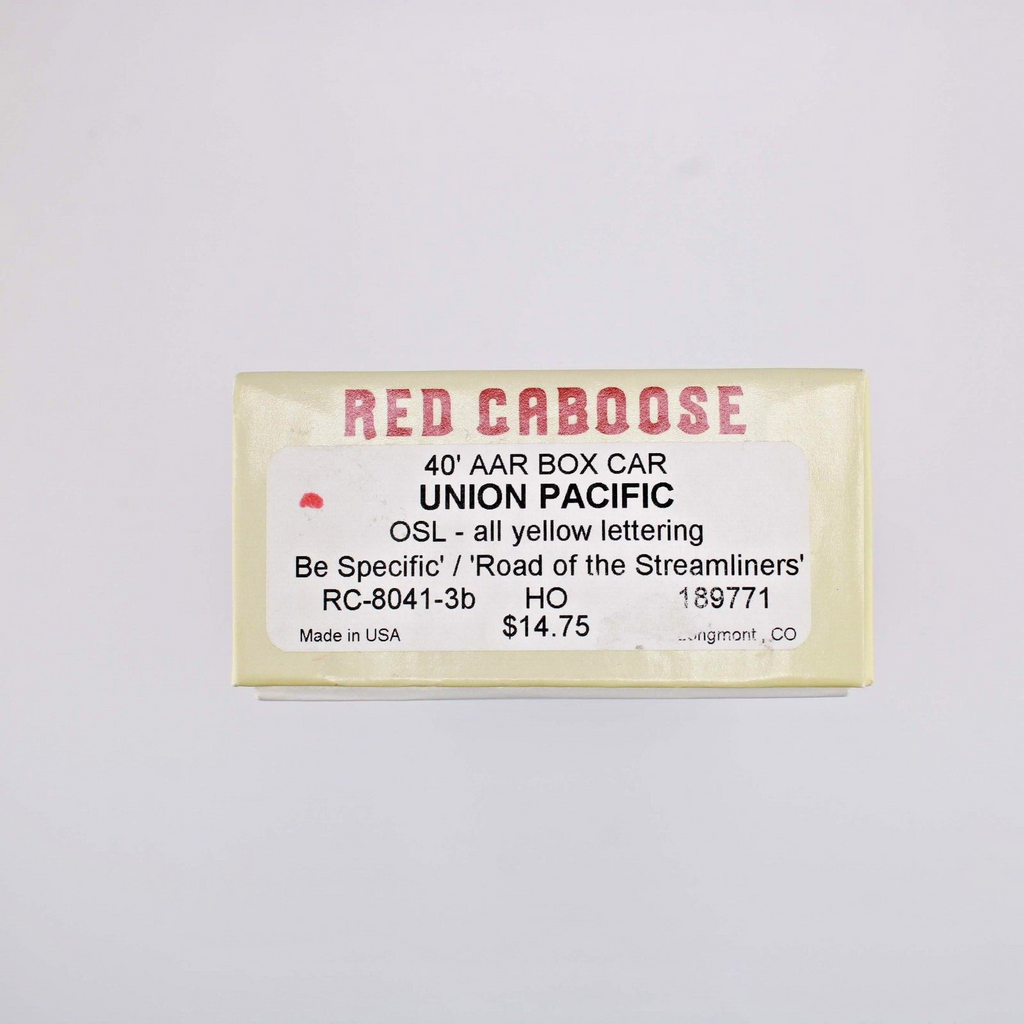 RED CABOOSE
40' AAR BOX CAR
UNION PACIFIC
OSL - all yellow lettering
Be Specific' / 'Road of the Streamliners'
RC-8041-3b HO 189771
$14.75
Made in USA , CO